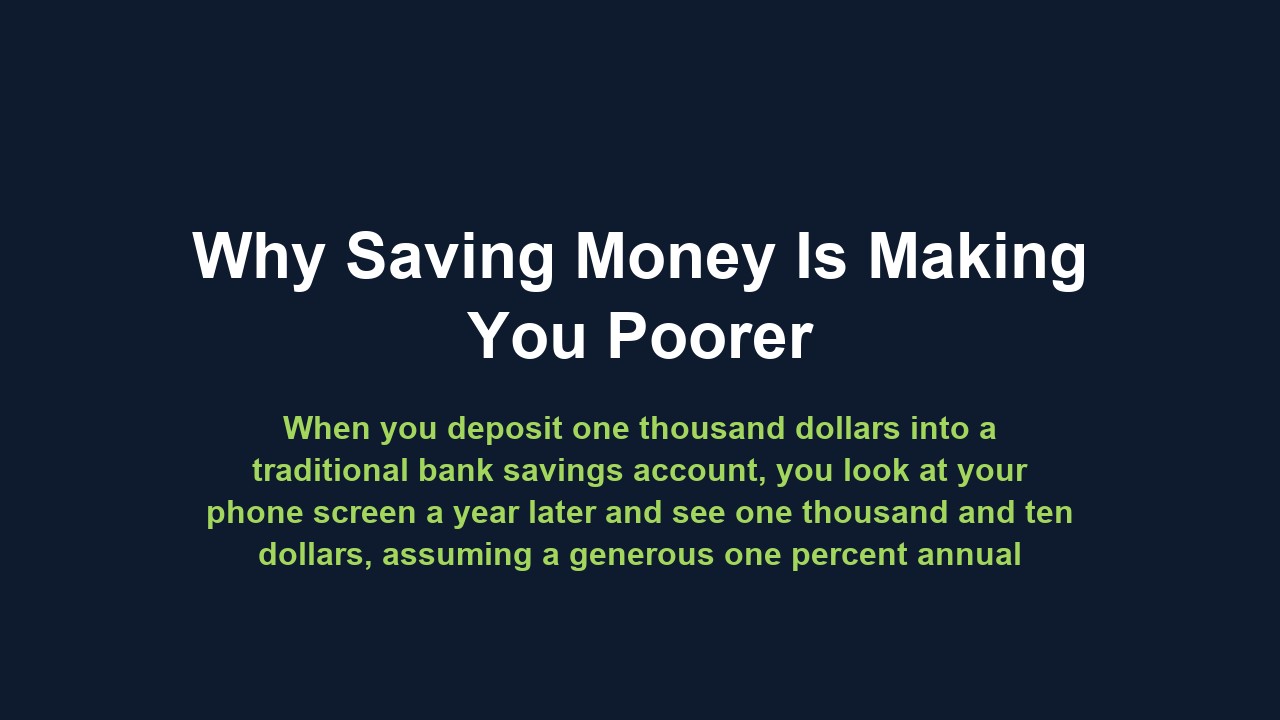 Why Saving Money Is Making
You Poorer
When you deposit one thousand dollars into a
traditional bank savings account, you look at your
phone screen a year later and see one thousand and ten
dollars, assuming a generous one percent annual